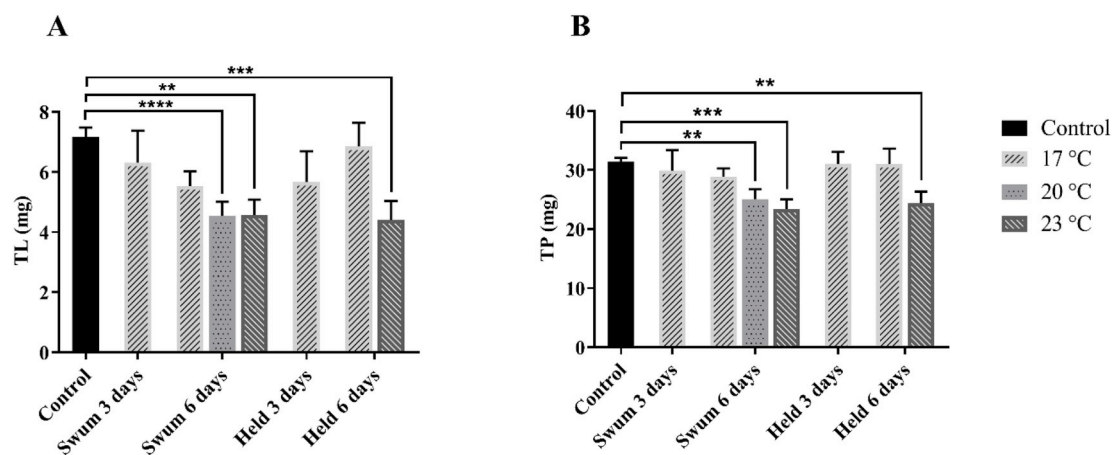 A
***
**
****
8
6
4
2
0
TL (mg)
Control
Swum 3 days
Swum 6 days
Held 3 days
Held 6 days
B
**
***
**
40
30
20
10
0
TP (mg)
Control
Swum 3 days
Swum 6 days
Held 3 days
Held 6 days
Control
17 °C
20 °C
23 °C